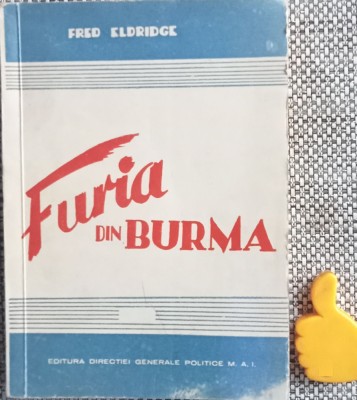 FRED ELDRIDGE
Furia
DIN BURMA
EDITURA DIRECTIEI GENERALE POLITICE M. A. I.